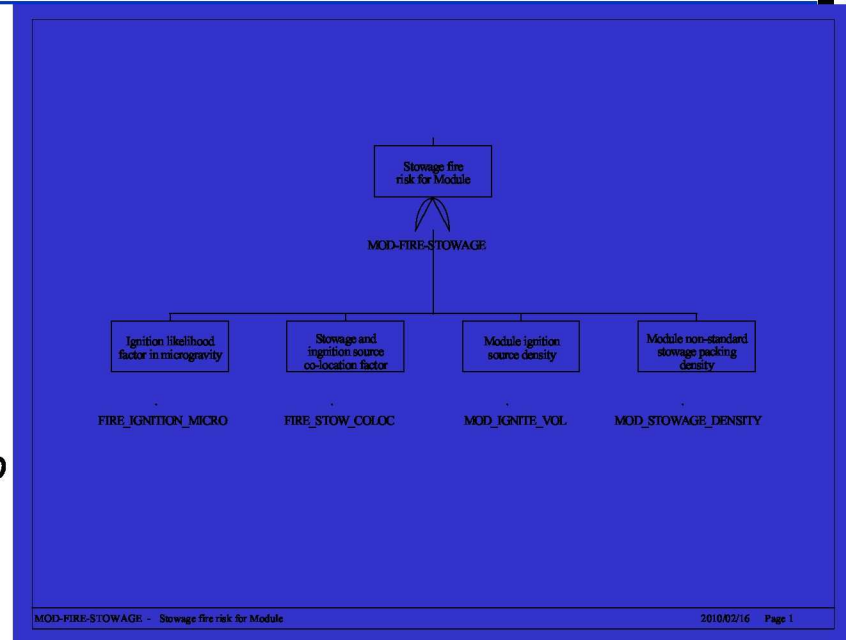 Stowage fire
risk for Module
MOD-FIRE-STOWAGE
Ignition likelihood
factor in microgravity
Stowage and
ingnition source
co-location factor
Module ignition
source density
Module non-standard
stowage packing
density
FIRE_IGNITION_MICRO
FIRE_STOW_COLOC
MOD_IGNITE_VOL
MOD_STOWAGE_DENSITY
MOD-FIRE-STOWAGE - Stowage fire risk for Module
2010/02/16 Page 1